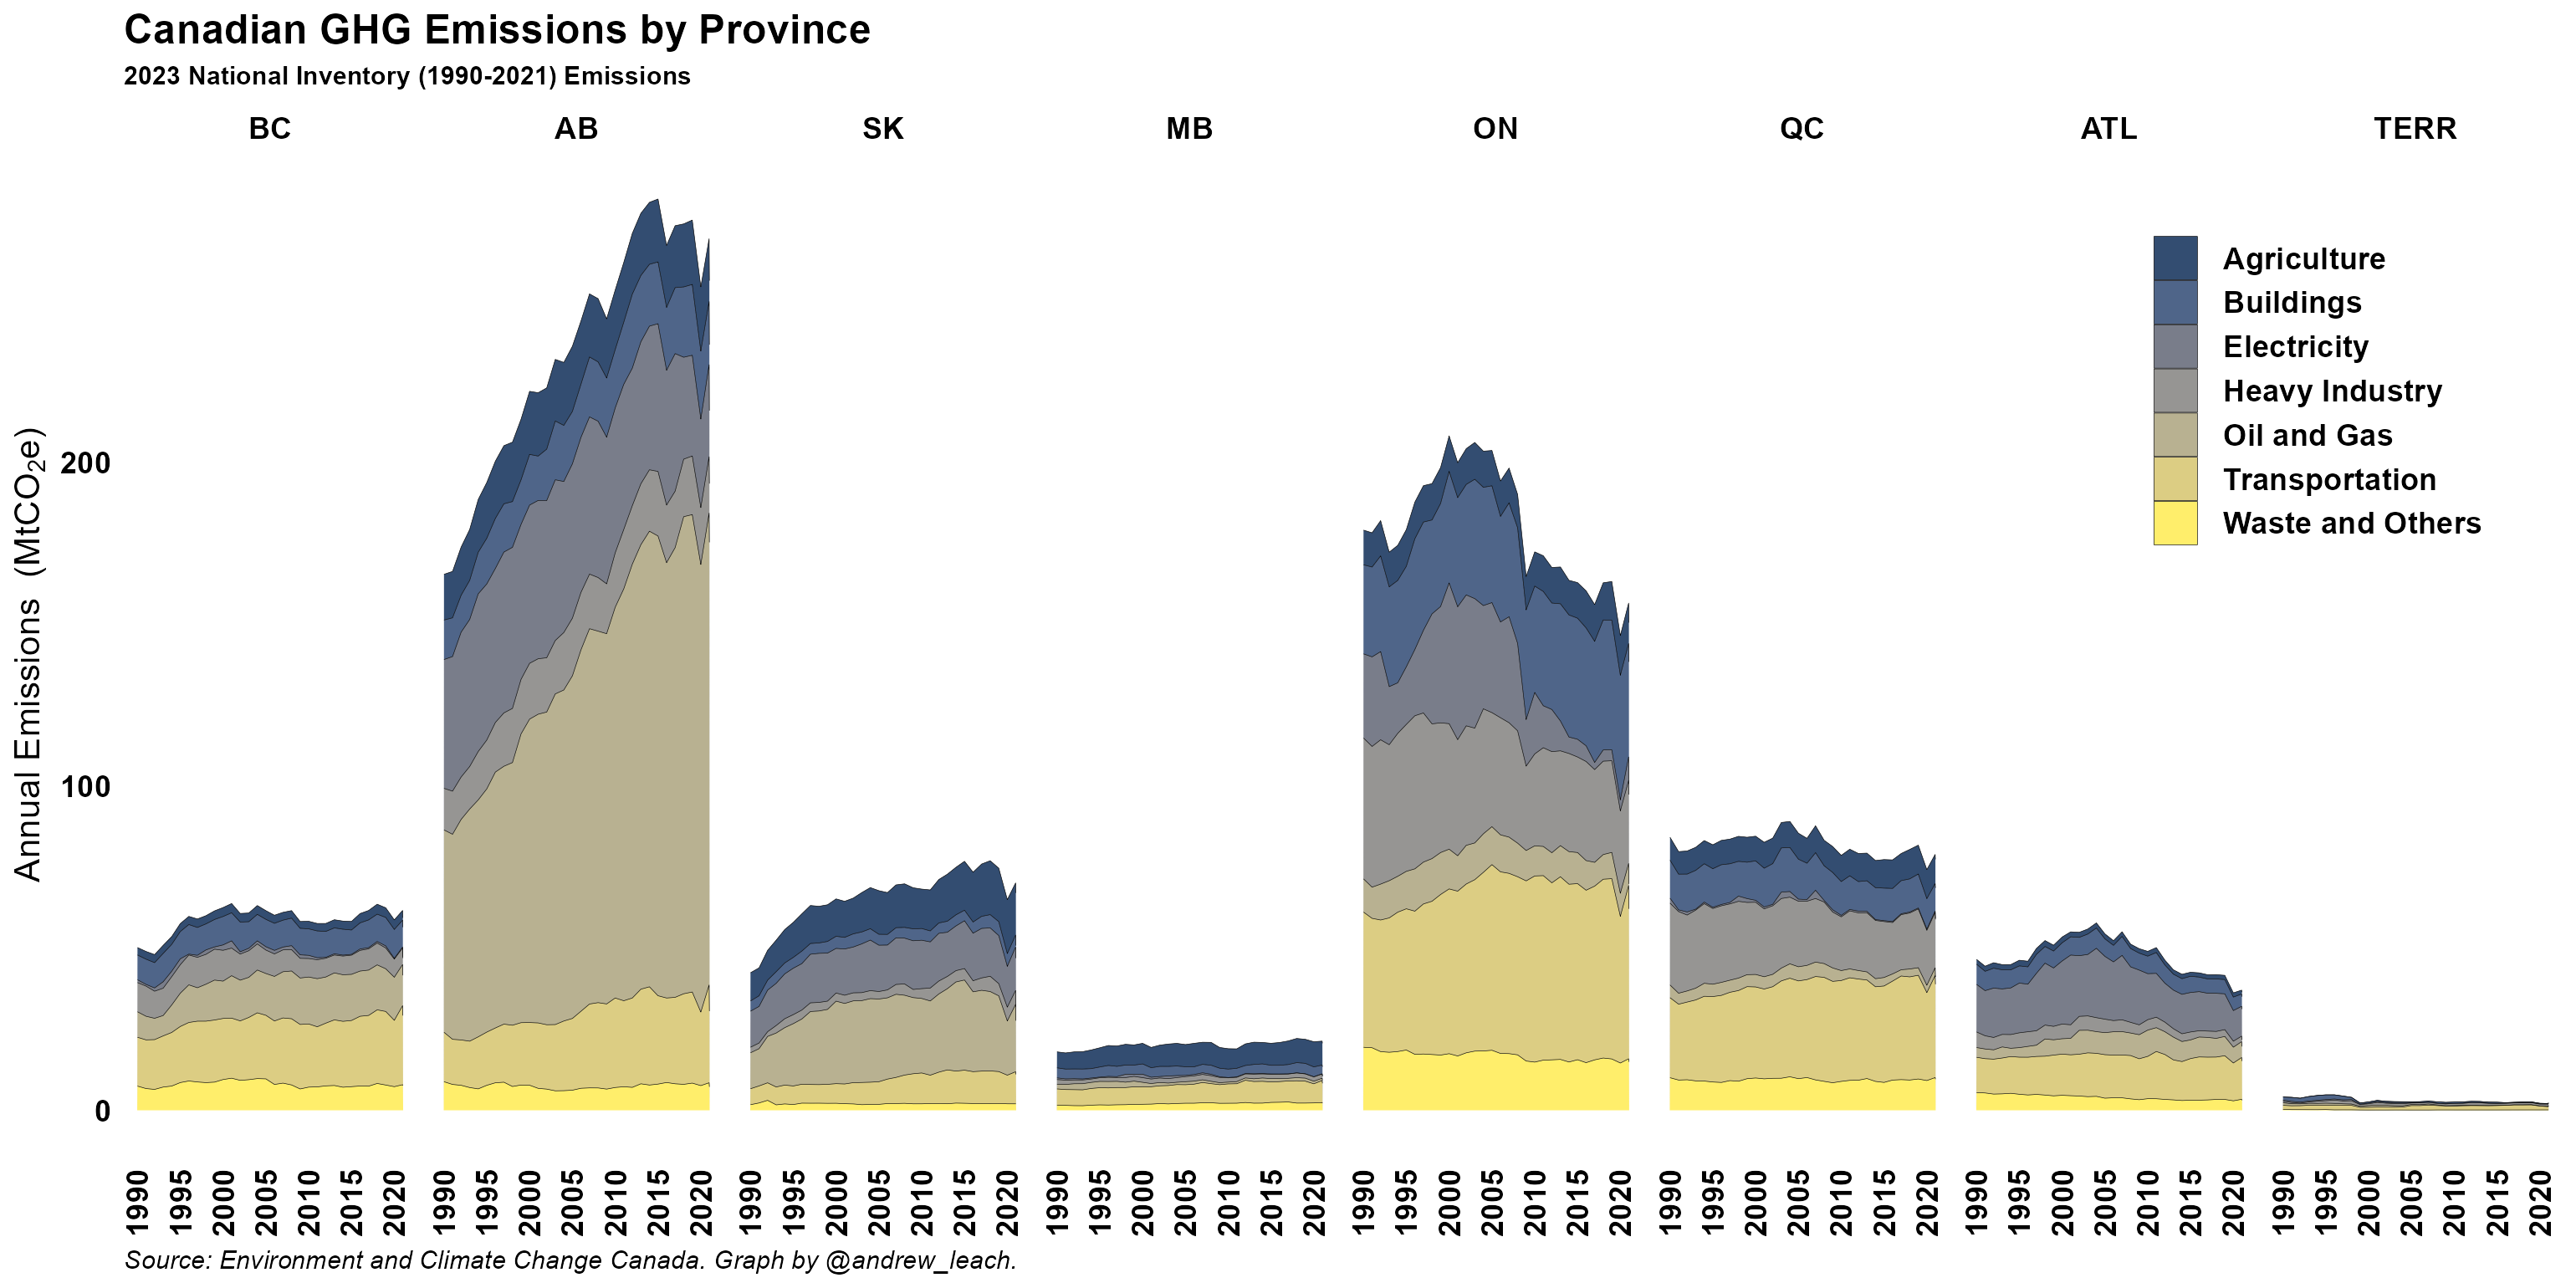 Canadian GHG Emissions by Province
2023 National Inventory (1990-2021) Emissions
BC AB SK MB ON QC ATL TERR
Agriculture
Buildings
Electricity
Heavy Industry
Oil and Gas
Transportation
Waste and Others
Annual Emissions (MtCO₂e)
200
100
0
1990 1995 2000 2005 2010 2015 2020 1990 1995 2000 2005 2010 2015 2020 1990 1995 2000 2005 2010 2015 2020 1990 1995 2000 2005 2010 2015 2020 1990 1995 2000 2005 2010 2015 2020 1990 1995 2000 2005 2010 2015 2020 1990 1995 2000 2005 2010 2015 2020 1990 1995 2000 2005 2010 2015 2020
Source: Environment and Climate Change Canada. Graph by @andrew_leach.